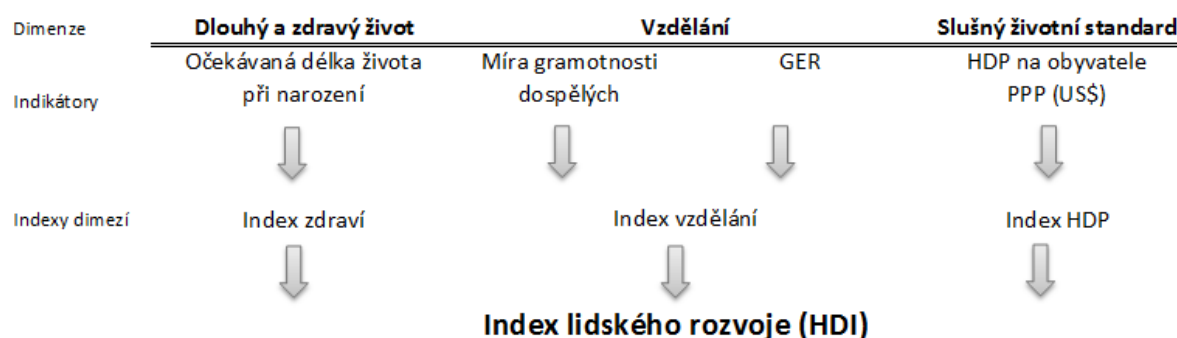 Dimenze Dlouhý a zdravý život Vzdělání Slušný životní standard
Očekávaná délka života Míra gramotnosti GER HDP na obyvatele
Indikátory při narození dospělých PPP (US$)
Indexy dimezí Index zdraví Index vzdělání Index HDP
Index lidského rozvoje (HDI)